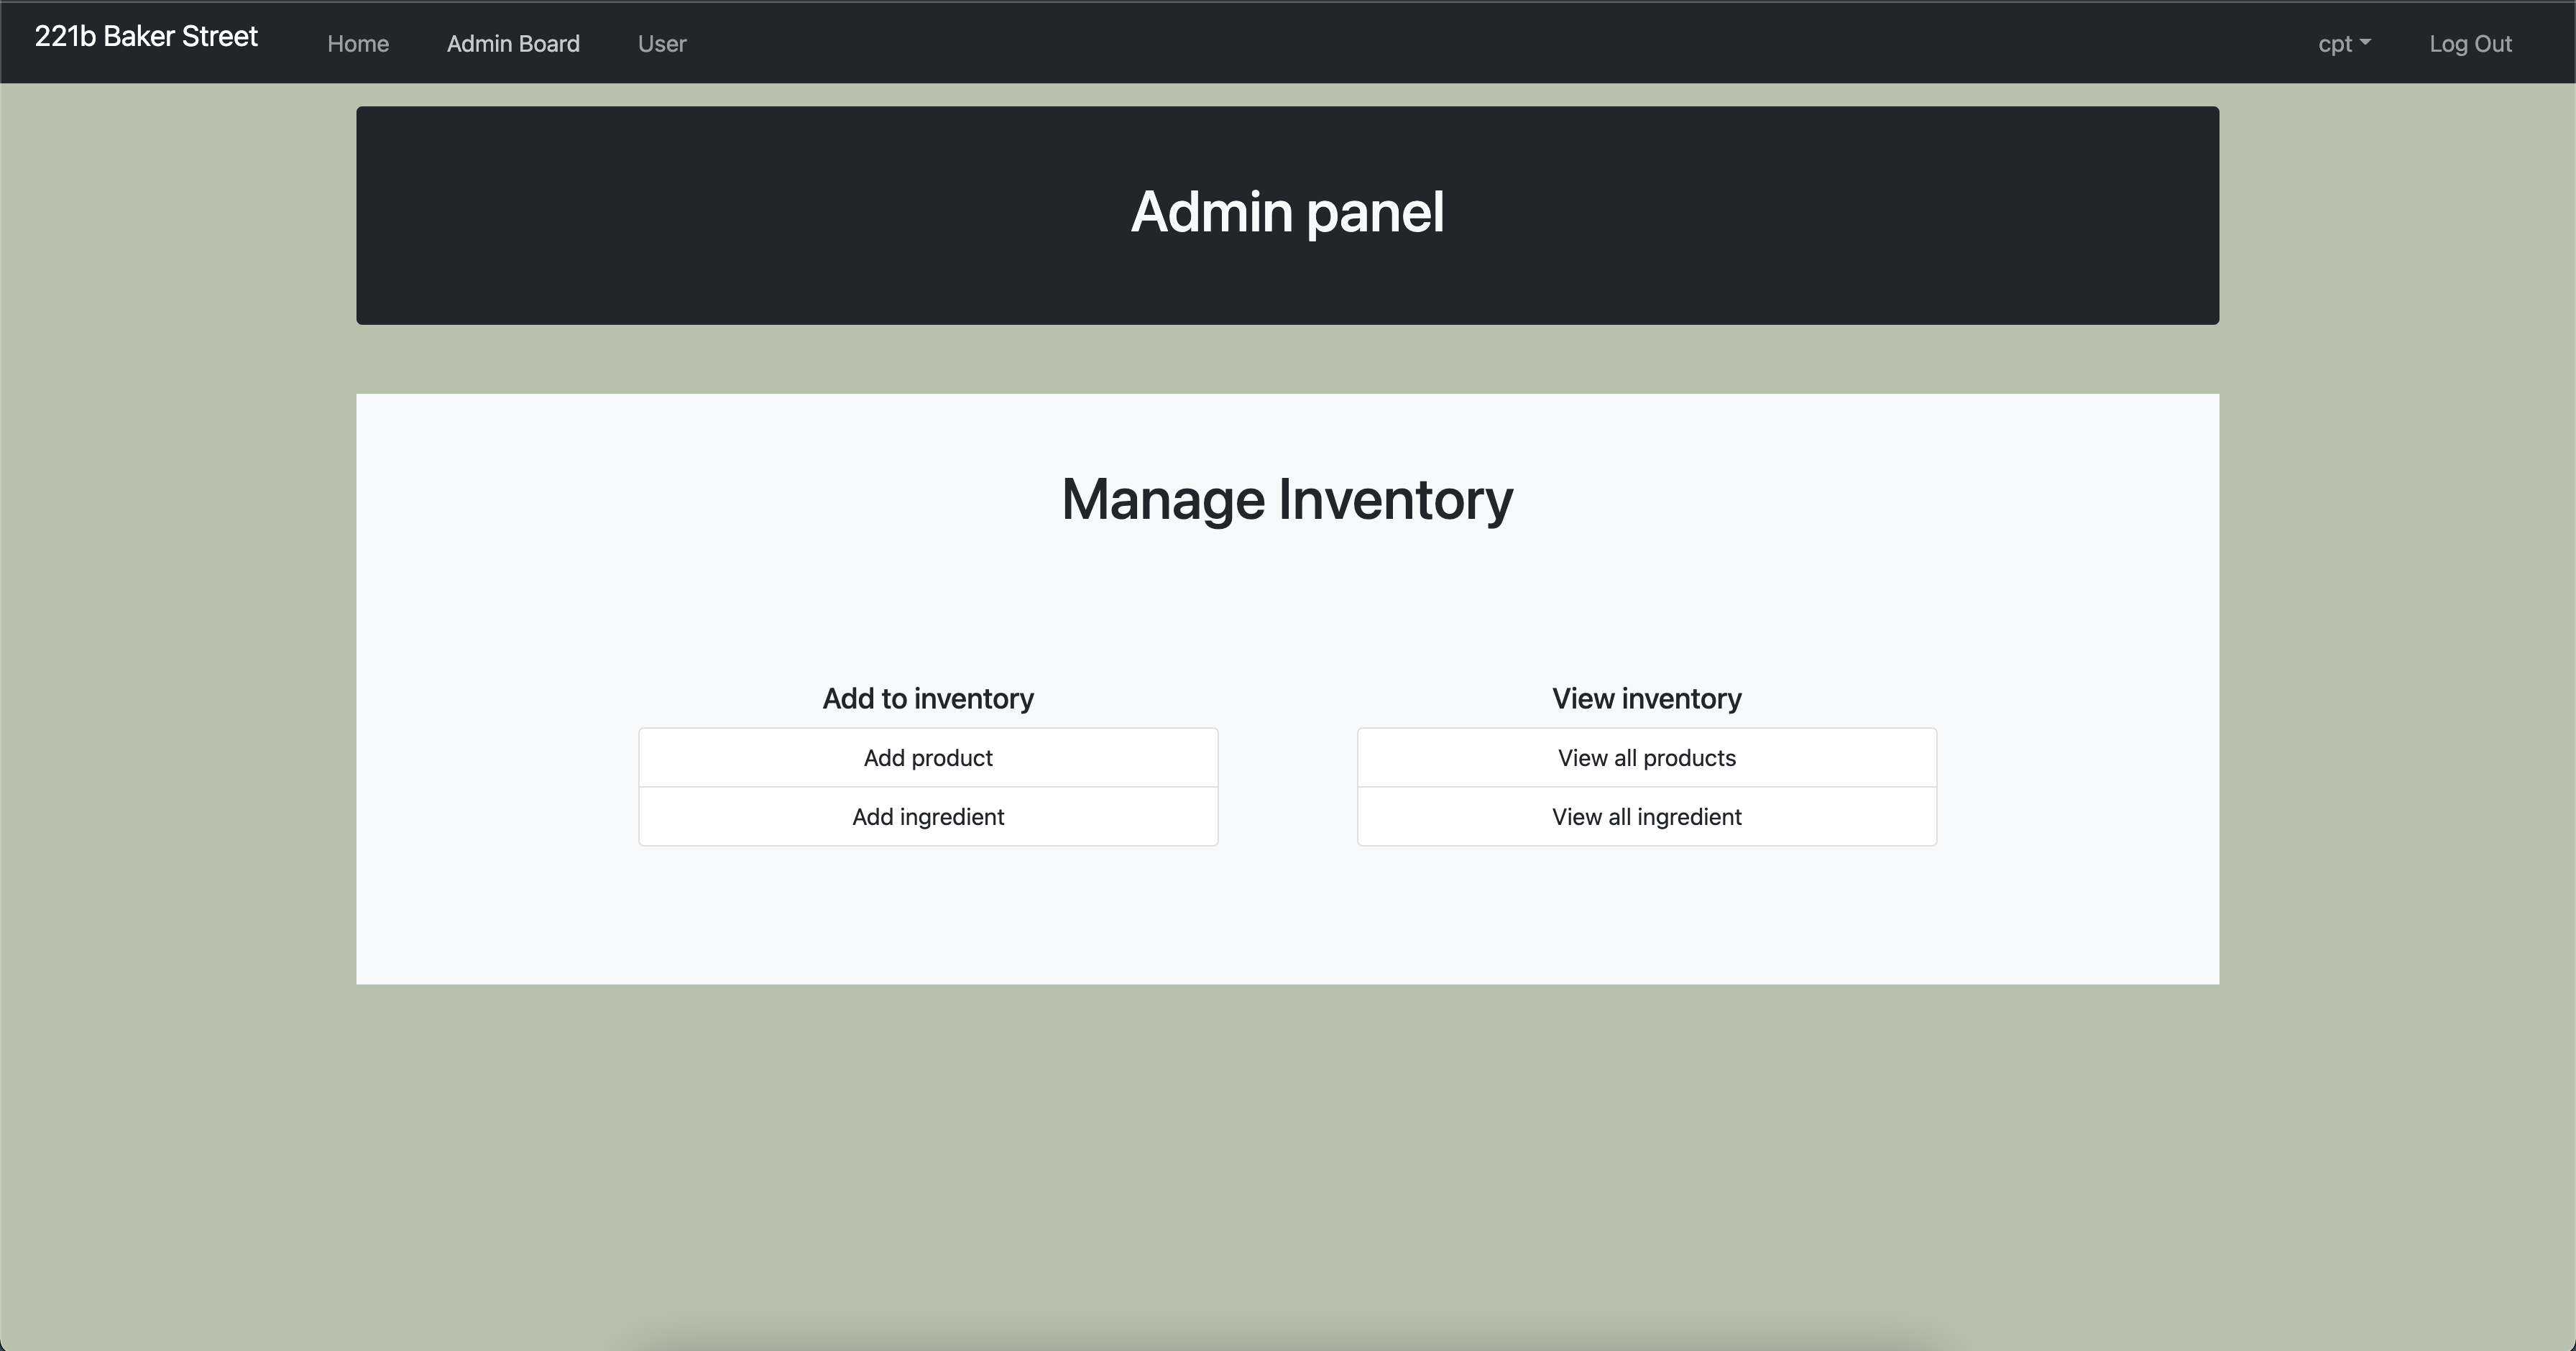 221b Baker Street Home Admin Board User cpt Log Out
Admin panel
Manage Inventory
Add to inventory
Add product
Add ingredient
View inventory
View all products
View all ingredient